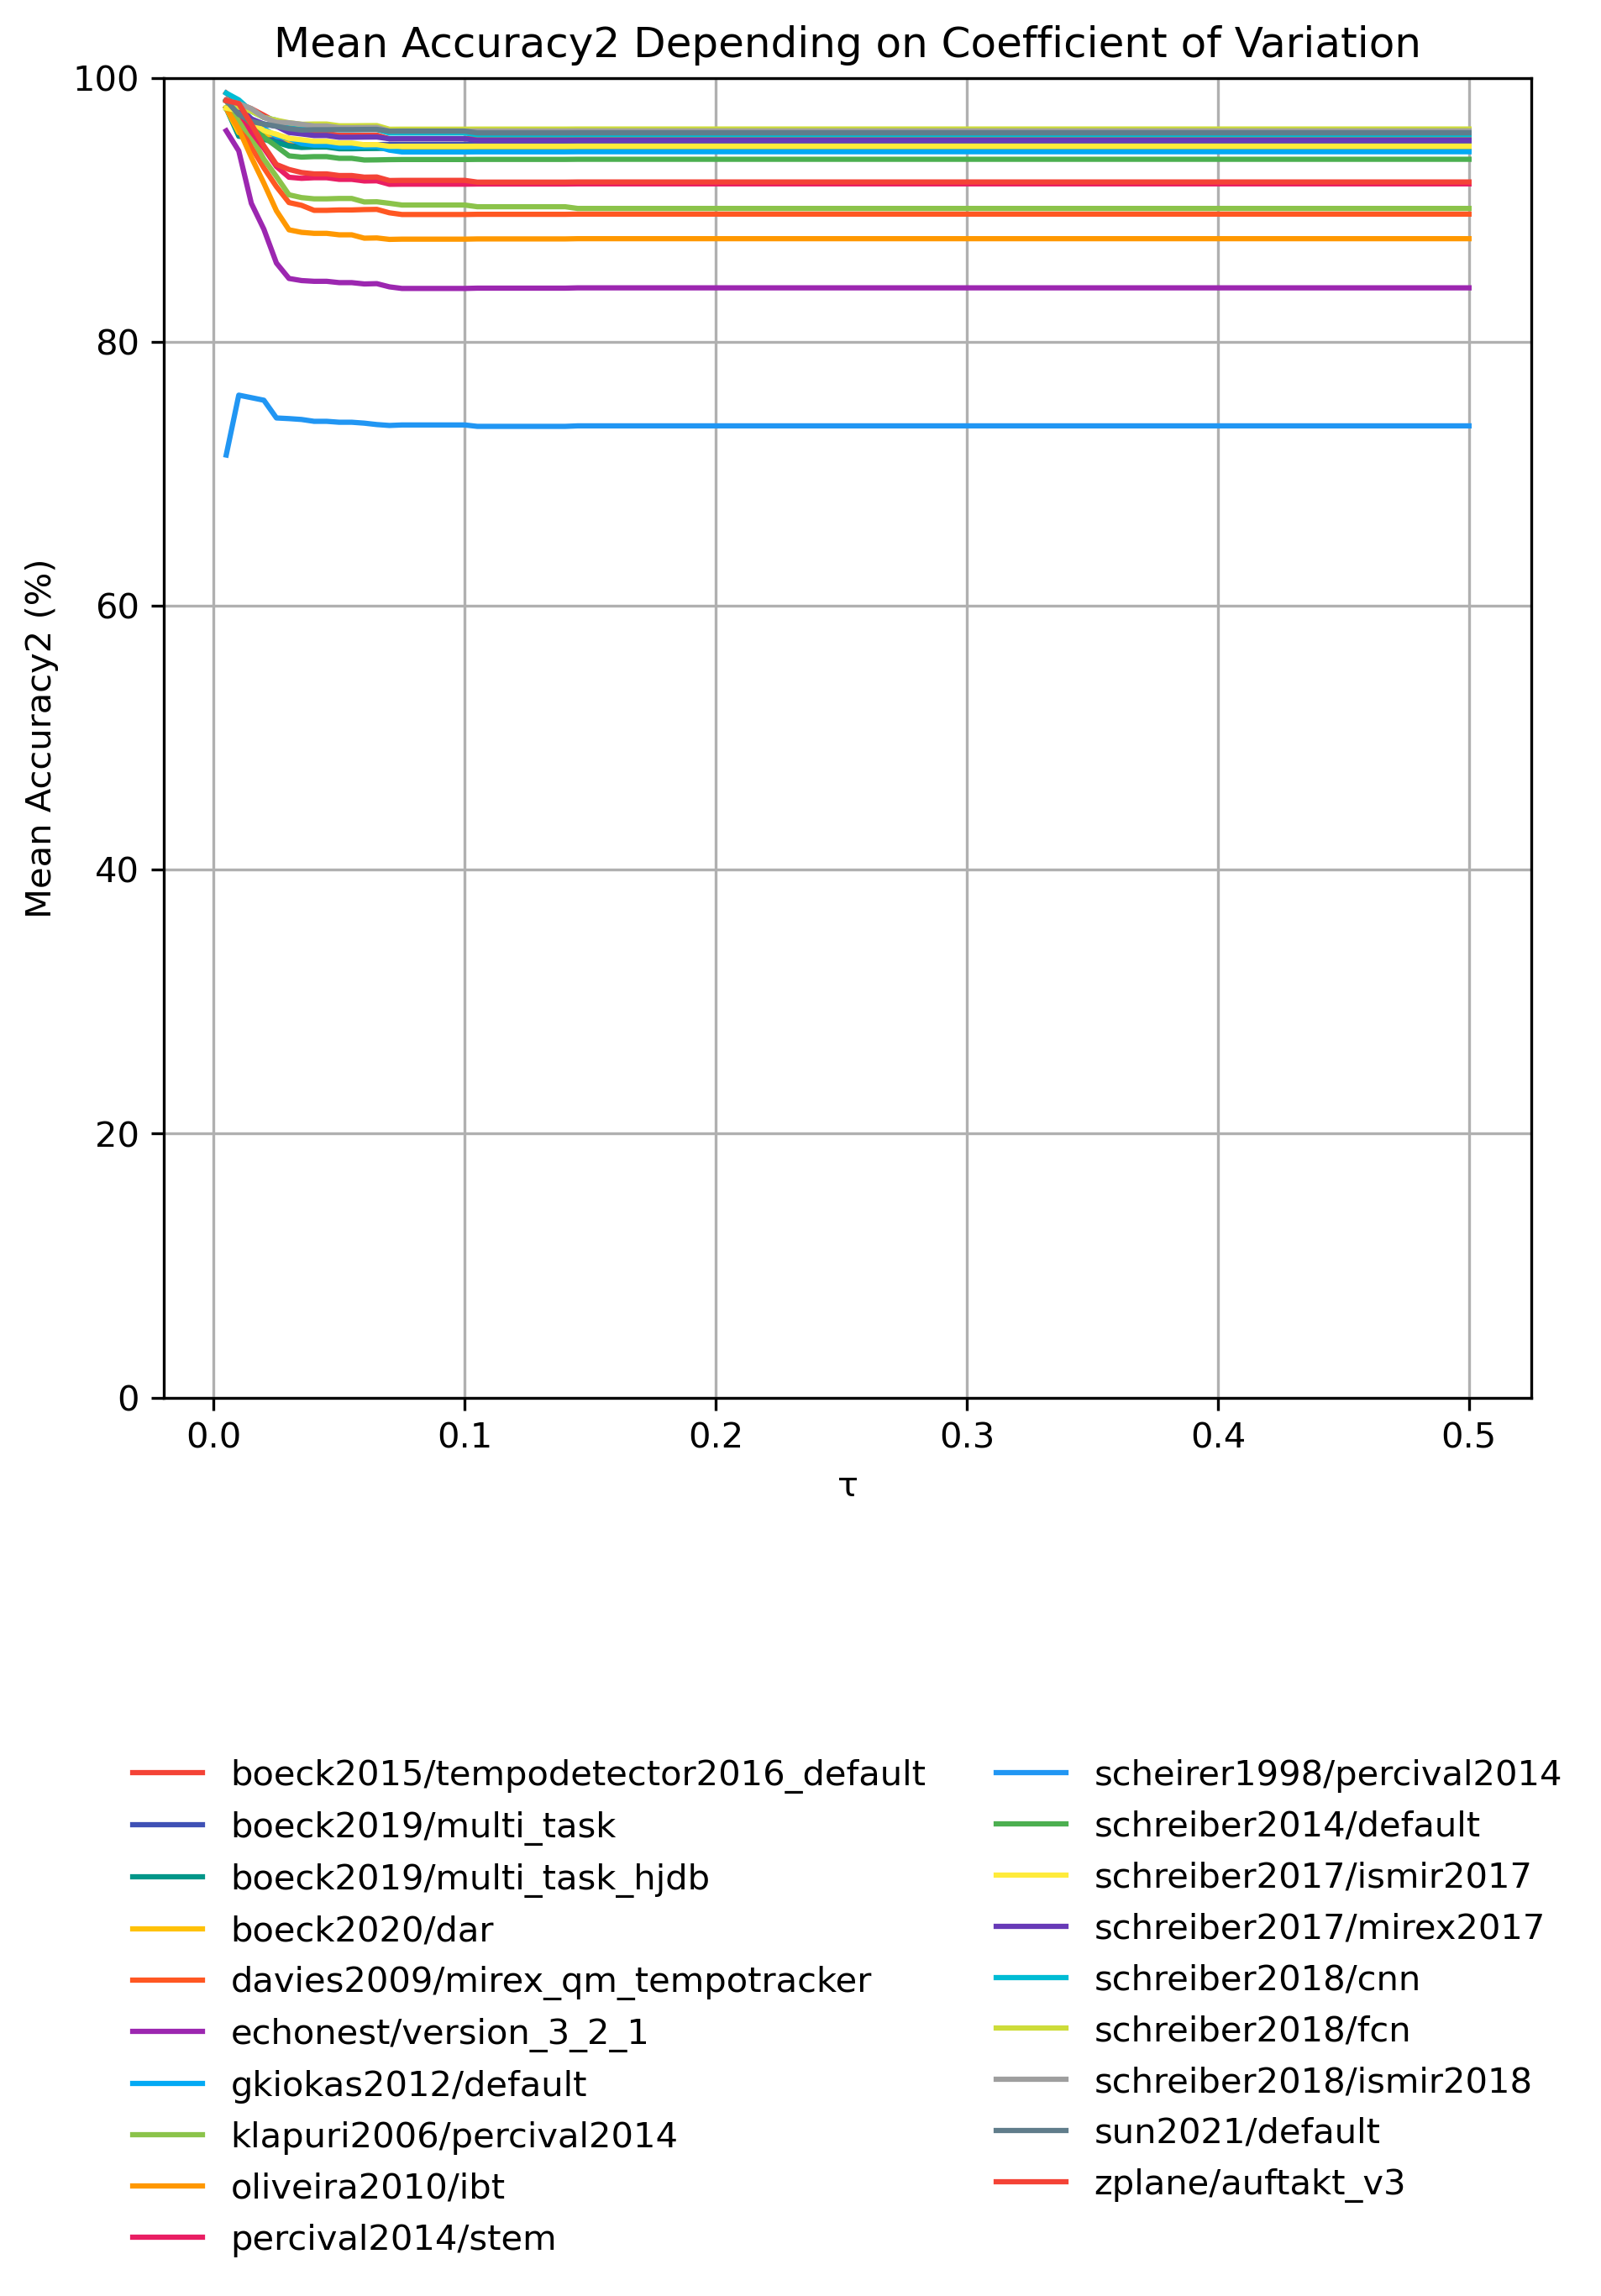 Mean Accuracy2 Depending on Coefficient of Variation
100
80
60
40
20
0
Mean Accuracy2 (%)
0.0 0.1 0.2 0.3 0.4 0.5
τ
boeck2015/tempodetector2016_default
boeck2019/multi_task
boeck2019/multi_task_hjdb
boeck2020/dar
davies2009/mirex_qm_tempotracker
echonest/version_3_2_1
gkiokas2012/default
klapuri2006/percival2014
oliveira2010/ibt
percival2014/stem
scheirer1998/percival2014
schreiber2014/default
schreiber2017/ismir2017
schreiber2017/mirex2017
schreiber2018/cnn
schreiber2018/fcn
schreiber2018/ismir2018
sun2021/default
zplane/auftakt_v3